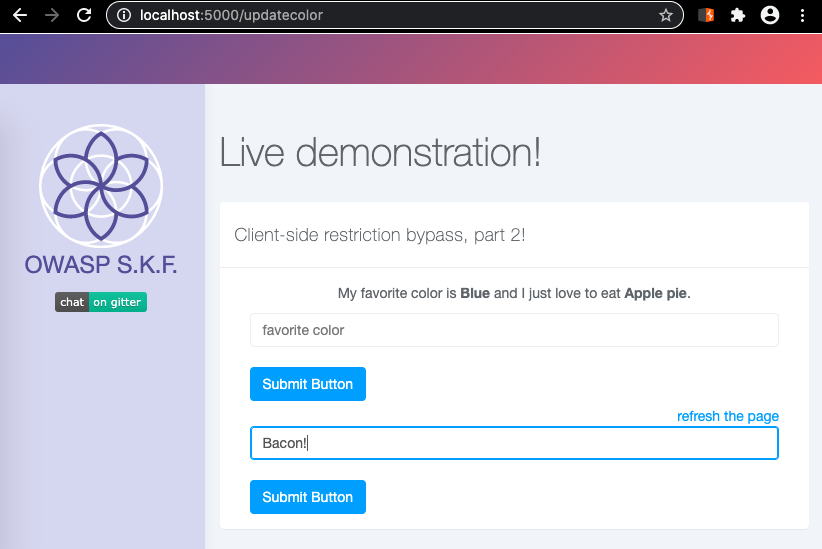 localhost:5000/updatecolor
Live demonstration!
OWASP S.K.F.
chat on gitter
Client-side restriction bypass, part 2!
My favorite color is Blue and I just love to eat Apple pie.
favorite color
Submit Button
refresh the page
Bacon!
Submit Button